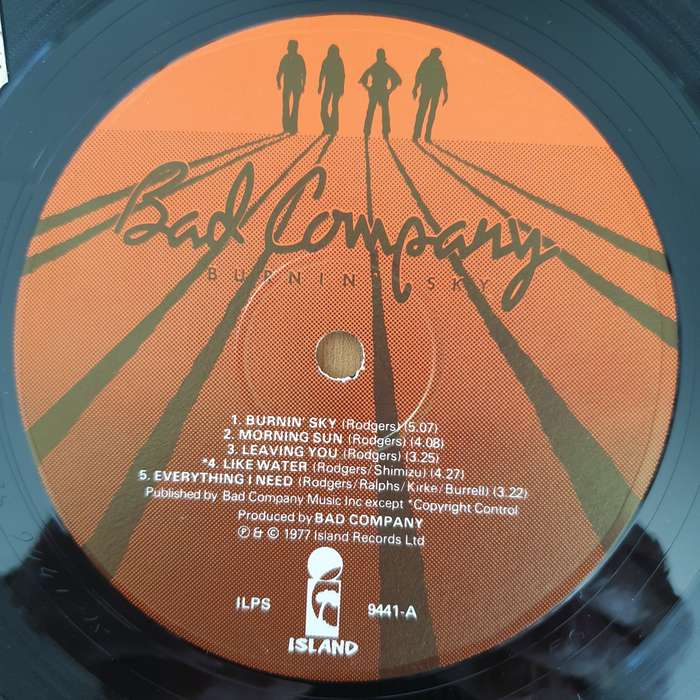 Bad Company
BURNIN' SKY
1. BURNIN' SKY (Rodgers) (5.07)
2. MORNING SUN (Rodgers) (4.08)
3. LEAVING YOU (Rodgers) (3.25)
*4. LIKE WATER (Rodgers/Shimizu) (4.27)
5. EVERYTHING I NEED (Rodgers/Ralphs/Kirke/Burrell) (3.22)
Published by Bad Company Music Inc except *Copyright Control
Produced by BAD COMPANY
℗ & © 1977 Island Records Ltd
ILPS 9441-A
ISLAND